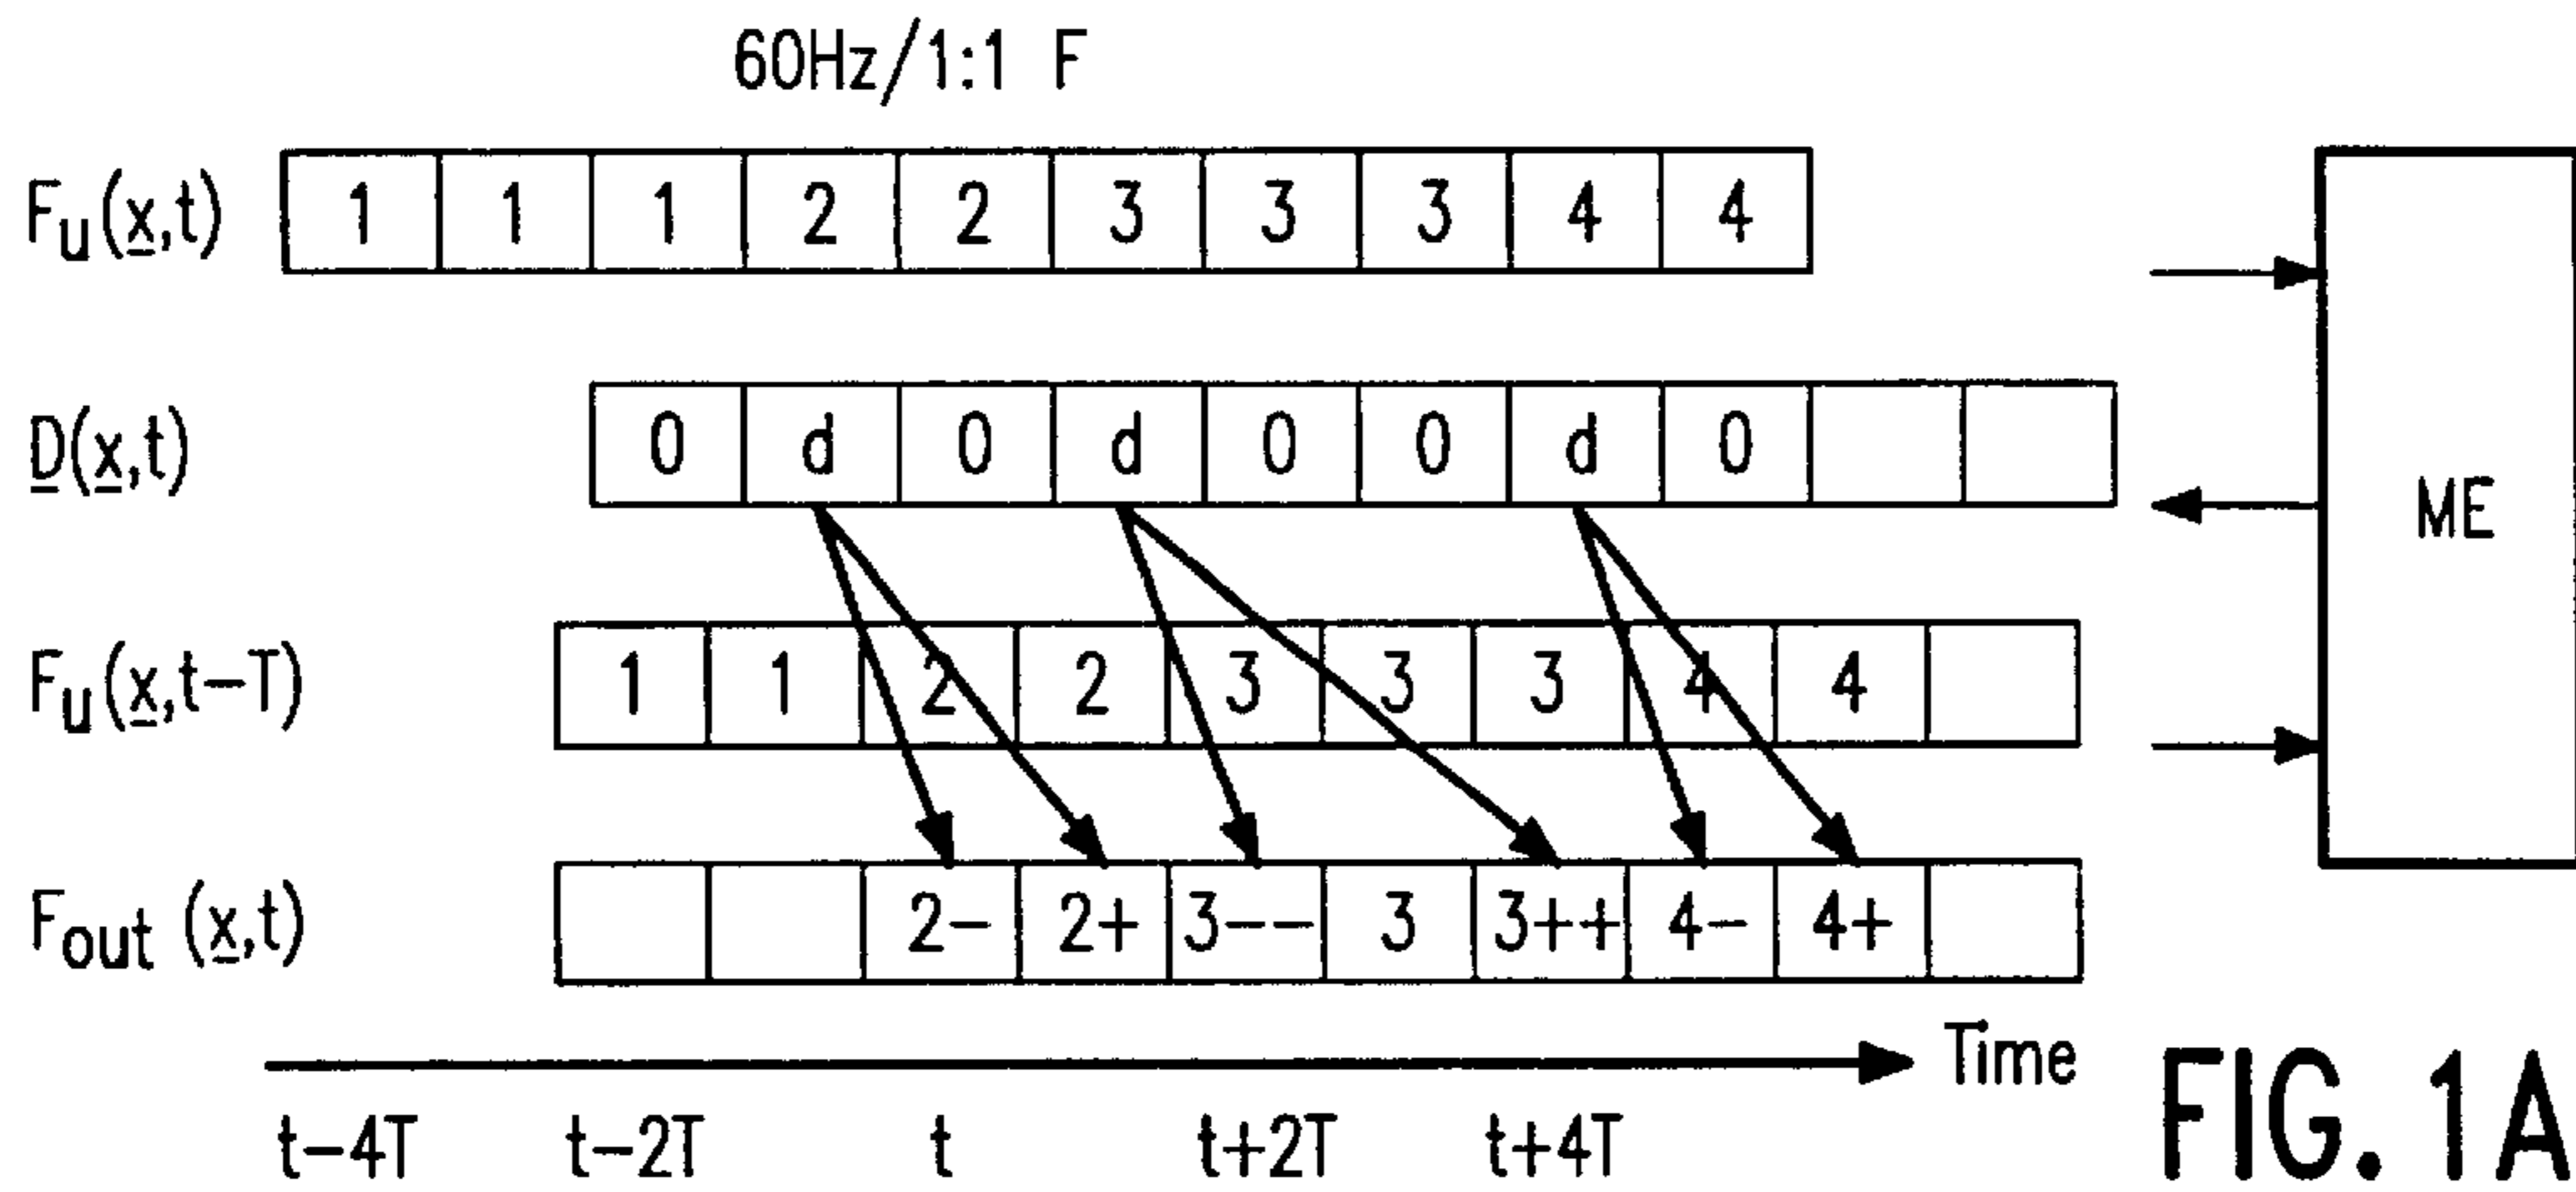 60Hz/1:1 F
Fu(x,t) 1 1 1 2 2 3 3 3 4 4
D(x,t) 0 d 0 d 0 0 d 0
ME
Fu(x,t-T) 1 1 2 2 3 3 3 4 4
Fout (x,t) 2- 2+ 3-- 3 3++ 4- 4+
Time
t-4T t-2T t t+2T t+4T
FIG. 1A